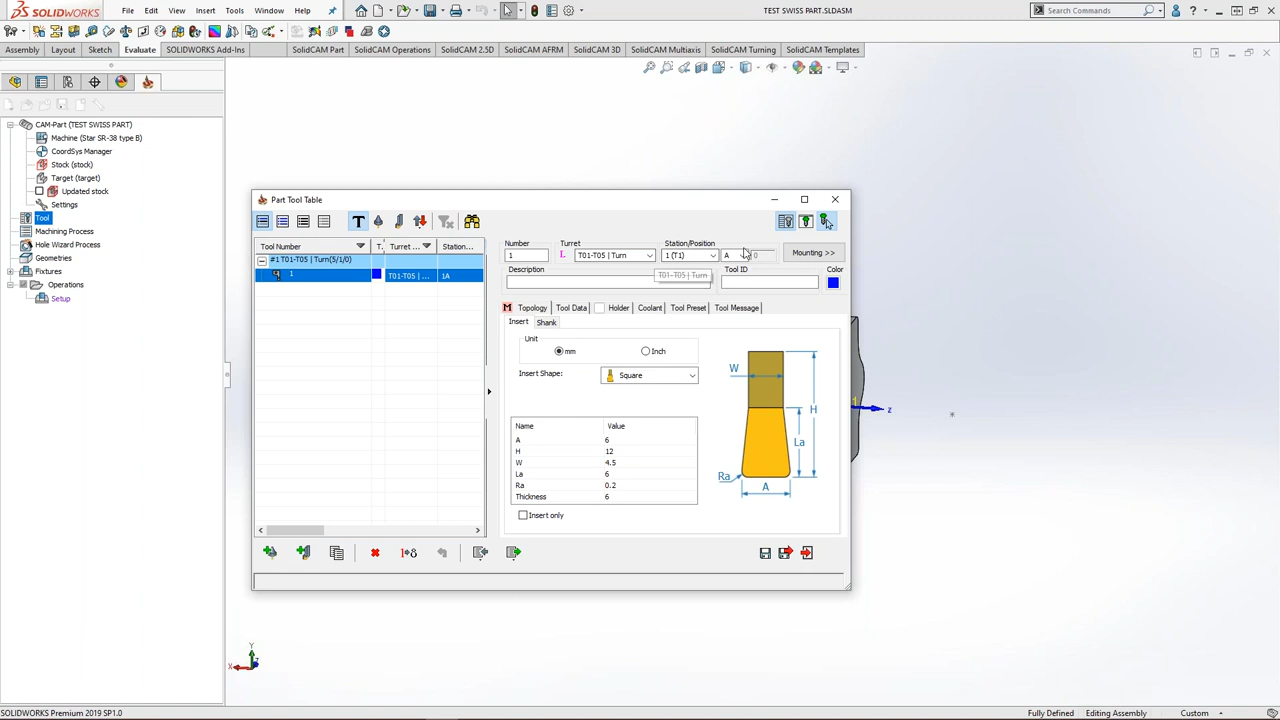 SOLIDWORKS
File Edit View Insert Tools Window Help
TEST SWISS PART.SLDASM
Search Commands
Assembly Layout Sketch Evaluate SOLIDWORKS Add-Ins SolidCAM Part SolidCAM Operations SolidCAM 2.5D SolidCAM AFRM SolidCAM 3D SolidCAM Multiaxis SolidCAM Turning SolidCAM Templates
CAM-Part (TEST SWISS PART)
Machine (Star SR-38 type B)
CoordSys Manager
Stock (stock)
Target (target)
Updated stock
Settings
Tool
Machining Process
Hole Wizard Process
Geometries
Fixtures
Operations
Setup
Part Tool Table
Tool Number T. Turret ... Station...
#1 T01-T05 | Turn(5/1/0)
1 T01-T05 | ... 1A
Number Turret Station/Position
1 T01-T05 | Turn 1 (T1) A 0 Mounting >>
T01-T05 | Turn
Description Tool ID Color
M Topology Tool Data Holder Coolant Tool Preset Tool Message
Insert Shank
Unit
mm Inch
Insert Shape: Square
Name Value
A 6
H 12
W 4.5
La 6
Ra 0.2
Thickness 6
Insert only
W
H
La
Ra
A
z
Y
X
Z
SOLIDWORKS Premium 2019 SP1.0
Fully Defined Editing Assembly Custom